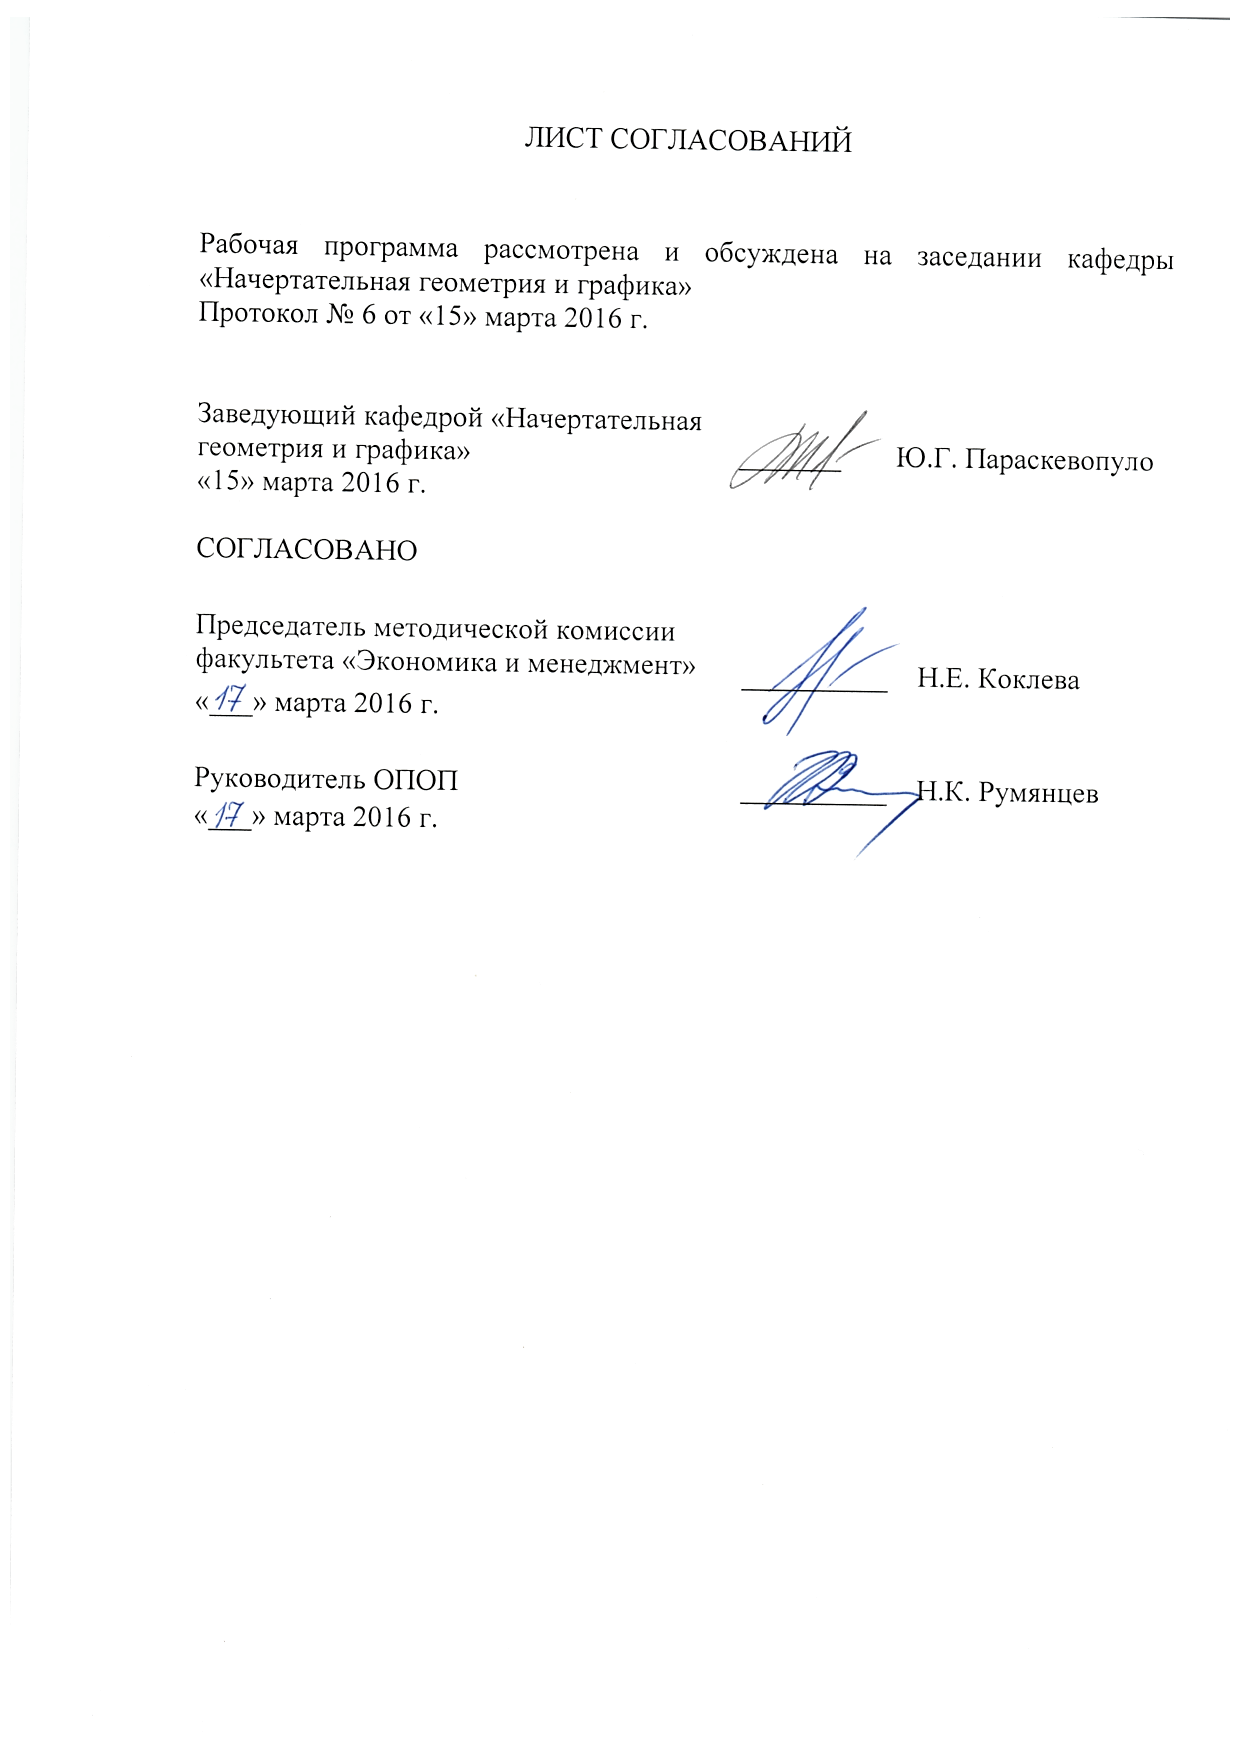 ЛИСТ СОГЛАСОВАНИЙ
Рабочая программа рассмотрена и обсуждена на заседании кафедры
«Начертательная геометрия и графика»
Протокол № 6 от «15» марта 2016 г.
Заведующий кафедрой «Начертательная
геометрия и графика»
«15» марта 2016 г.
Ю.Г. Параскевопуло
СОГЛАСОВАНО
Председатель методической комиссии
факультета «Экономика и менеджмент»
«17» марта 2016 г.
Н.Е. Коклева
Руководитель ОПОП
«17» марта 2016 г.
Н.К. Румянцев